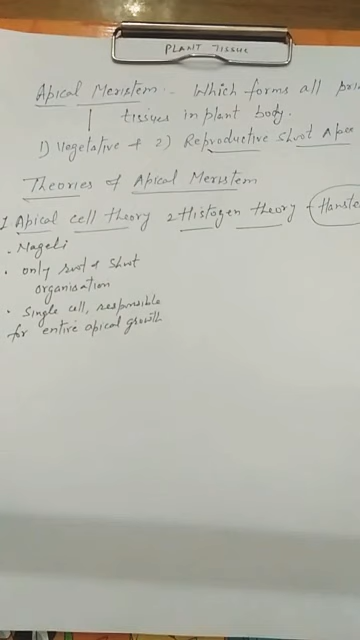 PLANT TISSUE
Apical Meristem - Which forms all pri
tissues in plant body.
1) Vegetative & 2) Reproductive Shoot Apex
Theories of Apical Meristem
1. Apical cell theory 2. Histogen theory - Hanste
. Nageli
. only root & shoot
organisation
. Single cell, responsible
for entire apical growth